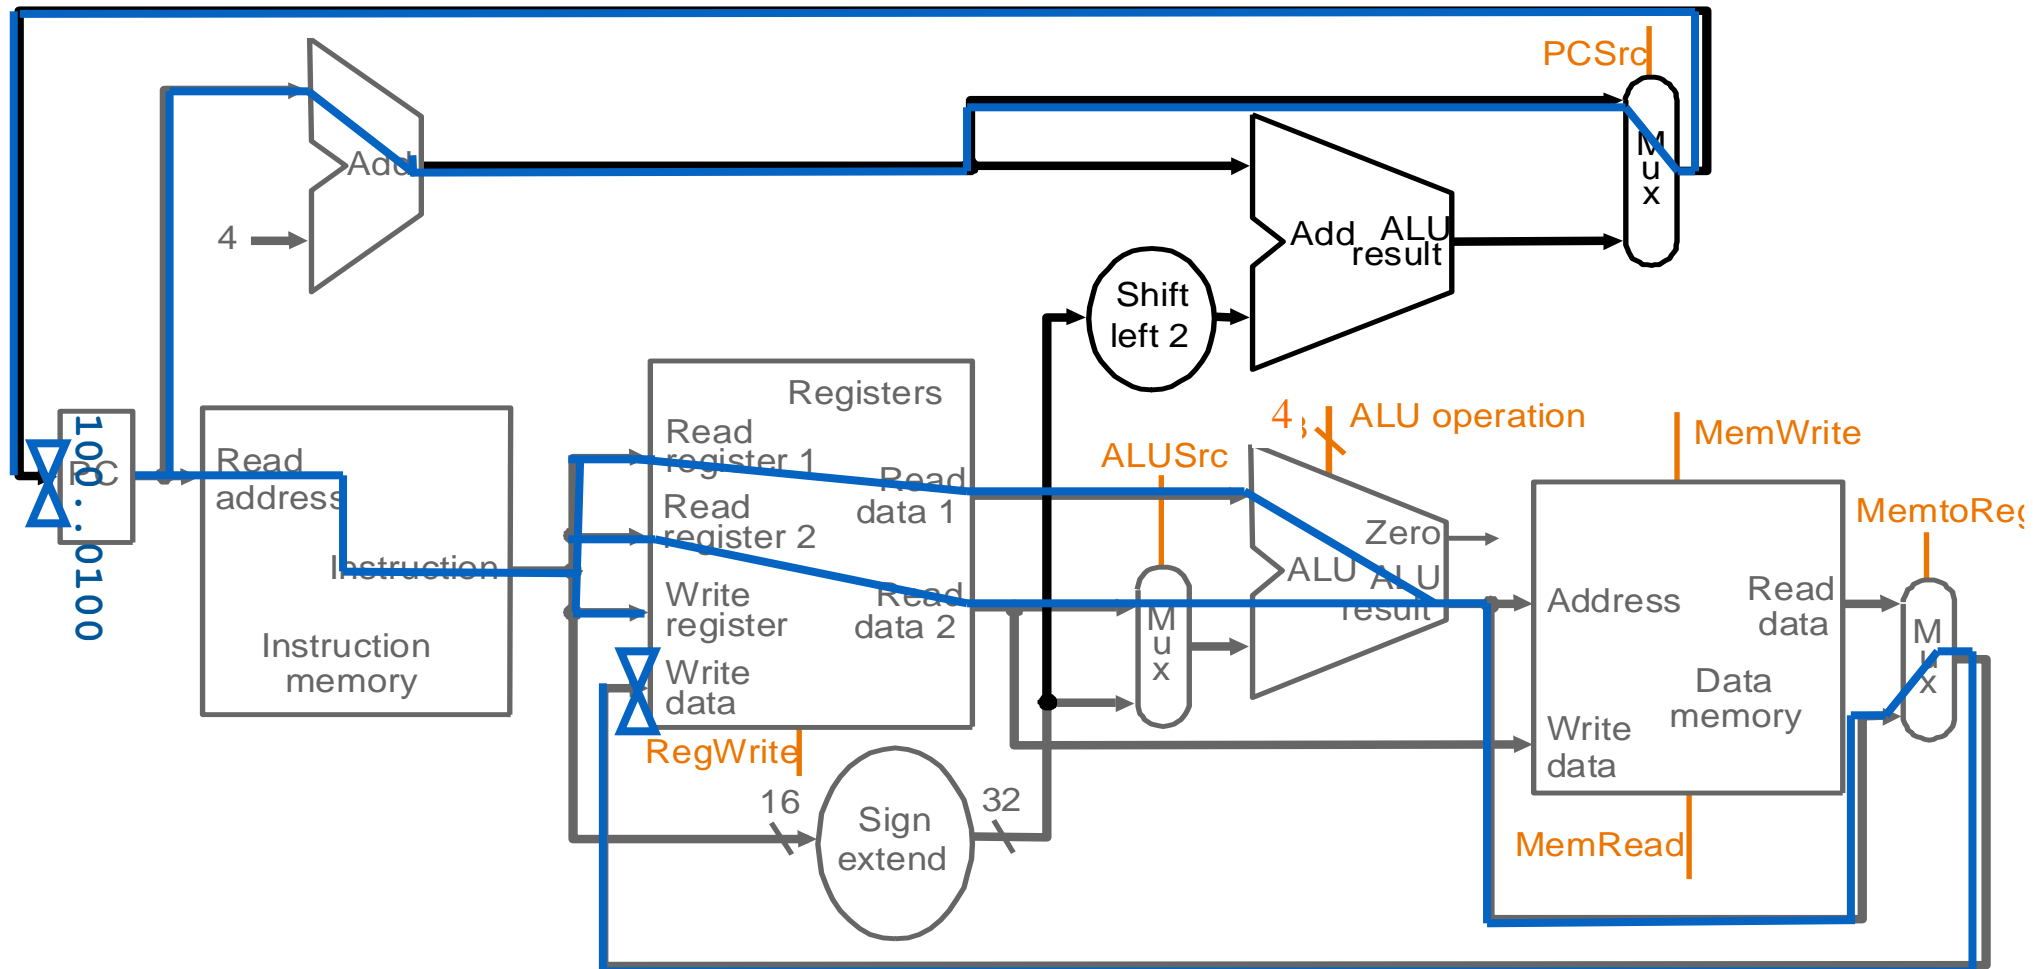 PCSrc
M
u
x
Add
4
Add
ALU
result
Shift
left 2
Registers
Read
register 1
Read
register 2
Write
register
Write
data
Read
data 1
Read
data 2
PC
100..0100
Read
address
Instruction
Instruction
memory
RegWrite
16
Sign
extend
32
ALUSrc
M
u
x
4
ALU operation
Zero
ALU
ALU
result
MemWrite
Address
Read
data
Data
memory
Write
data
MemRead
MemtoReg
M
u
x